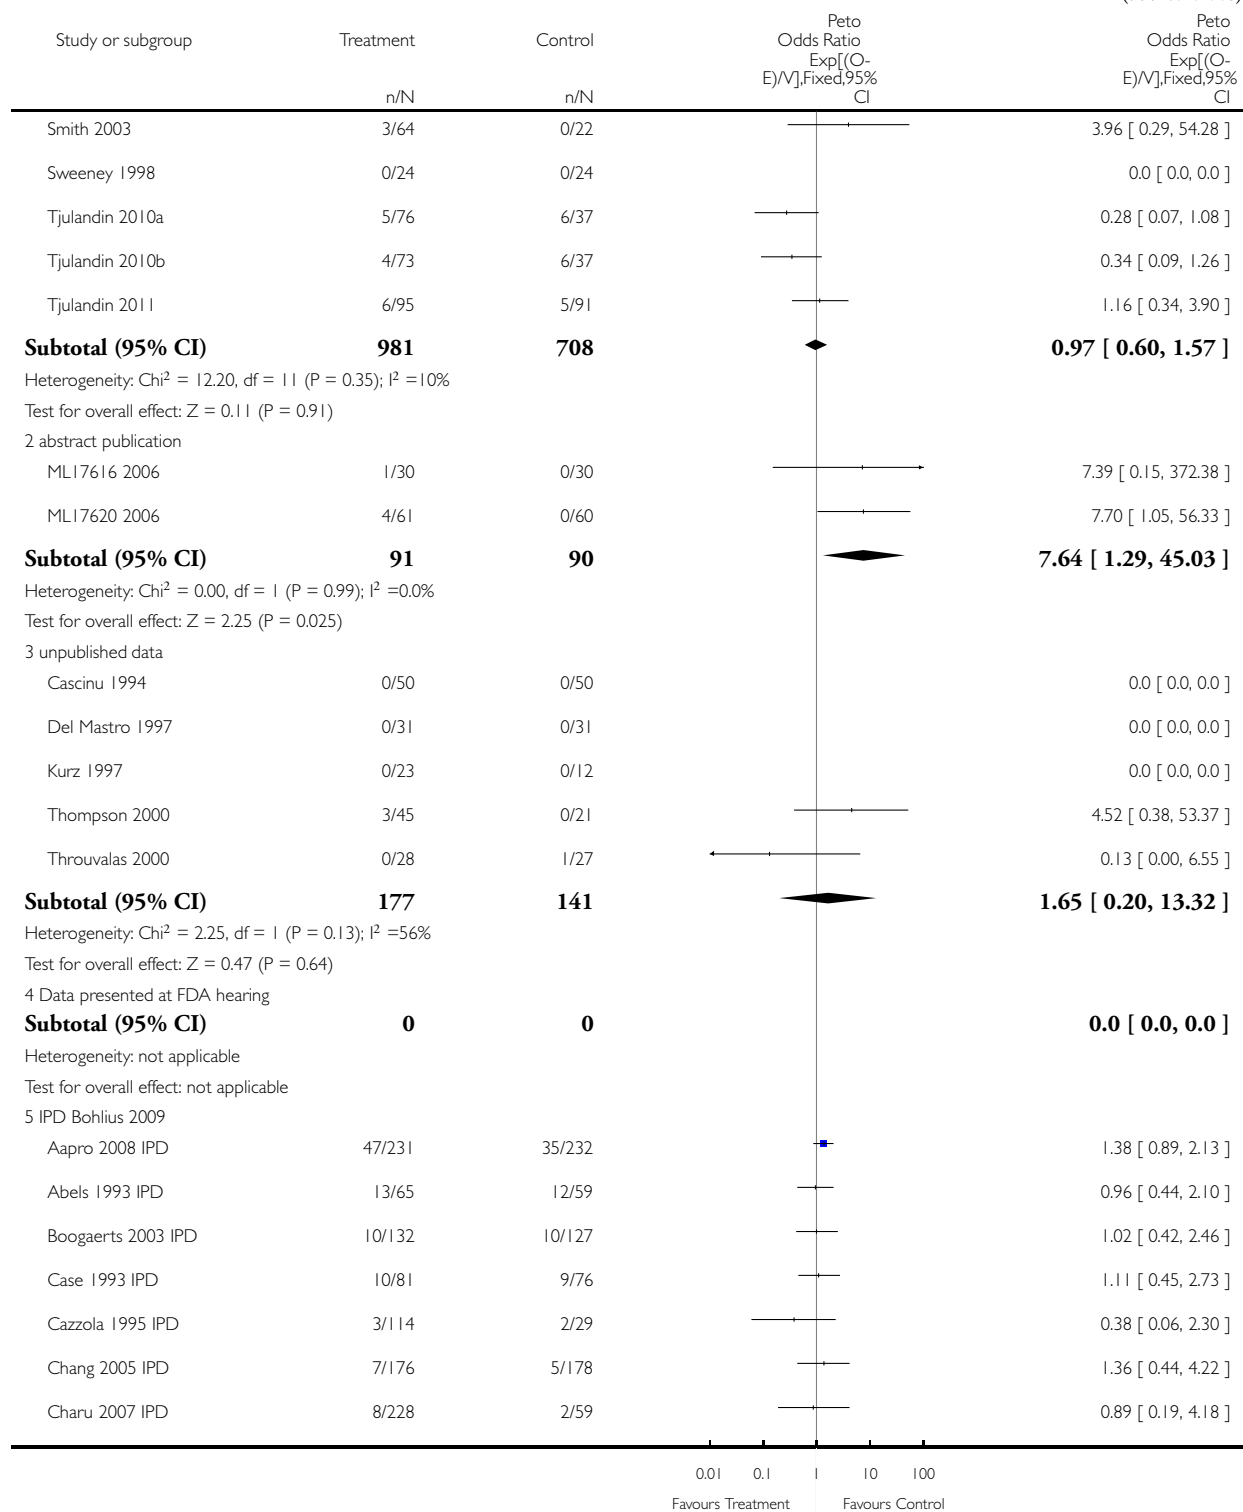 Peto Peto
Study or subgroup Treatment Control Odds Ratio Odds Ratio
Exp[(O- Exp[(O-
E)/V],Fixed,95% E)/V],Fixed,95%
n/N n/N CI CI
Smith 2003 3/64 0/22 3.96 [ 0.29, 54.28 ]
Sweeney 1998 0/24 0/24 0.0 [ 0.0, 0.0 ]
Tjulandin 2010a 5/76 6/37 0.28 [ 0.07, 1.08 ]
Tjulandin 2010b 4/73 6/37 0.34 [ 0.09, 1.26 ]
Tjulandin 2011 6/95 5/91 1.16 [ 0.34, 3.90 ]
Subtotal (95% CI) 981 708 0.97 [ 0.60, 1.57 ]
Heterogeneity: Chi² = 12.20, df = 11 (P = 0.35); I² =10%
Test for overall effect: Z = 0.11 (P = 0.91)
2 abstract publication
ML17616 2006 1/30 0/30 7.39 [ 0.15, 372.38 ]
ML17620 2006 4/61 0/60 7.70 [ 1.05, 56.33 ]
Subtotal (95% CI) 91 90 7.64 [ 1.29, 45.03 ]
Heterogeneity: Chi² = 0.00, df = 1 (P = 0.99); I² =0.0%
Test for overall effect: Z = 2.25 (P = 0.025)
3 unpublished data
Cascinu 1994 0/50 0/50 0.0 [ 0.0, 0.0 ]
Del Mastro 1997 0/31 0/31 0.0 [ 0.0, 0.0 ]
Kurz 1997 0/23 0/12 0.0 [ 0.0, 0.0 ]
Thompson 2000 3/45 0/21 4.52 [ 0.38, 53.37 ]
Throuvalas 2000 0/28 1/27 0.13 [ 0.00, 6.55 ]
Subtotal (95% CI) 177 141 1.65 [ 0.20, 13.32 ]
Heterogeneity: Chi² = 2.25, df = 1 (P = 0.13); I² =56%
Test for overall effect: Z = 0.47 (P = 0.64)
4 Data presented at FDA hearing
Subtotal (95% CI) 0 0 0.0 [ 0.0, 0.0 ]
Heterogeneity: not applicable
Test for overall effect: not applicable
5 IPD Bohlius 2009
Aapro 2008 IPD 47/231 35/232 1.38 [ 0.89, 2.13 ]
Abels 1993 IPD 13/65 12/59 0.96 [ 0.44, 2.10 ]
Boogaerts 2003 IPD 10/132 10/127 1.02 [ 0.42, 2.46 ]
Case 1993 IPD 10/81 9/76 1.11 [ 0.45, 2.73 ]
Cazzola 1995 IPD 3/114 2/29 0.38 [ 0.06, 2.30 ]
Chang 2005 IPD 7/176 5/178 1.36 [ 0.44, 4.22 ]
Charu 2007 IPD 8/228 2/59 0.89 [ 0.19, 4.18 ]
0.01 0.1 1 10 100
Favours Treatment Favours Control